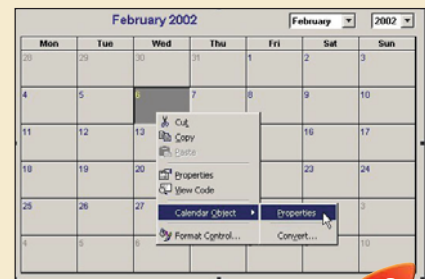 February 2002 February 2002
Mon Tue Wed Thu Fri Sat Sun
28 29 30 31 1 2 3
4 5 6 7 8 9 10
11 12 13 16 17
18 19 20 23 24
25 26 27 3
4 5 6 10
Cut
Copy
Paste
Properties
View Code
Calendar Object Properties
Format Control... Convert...